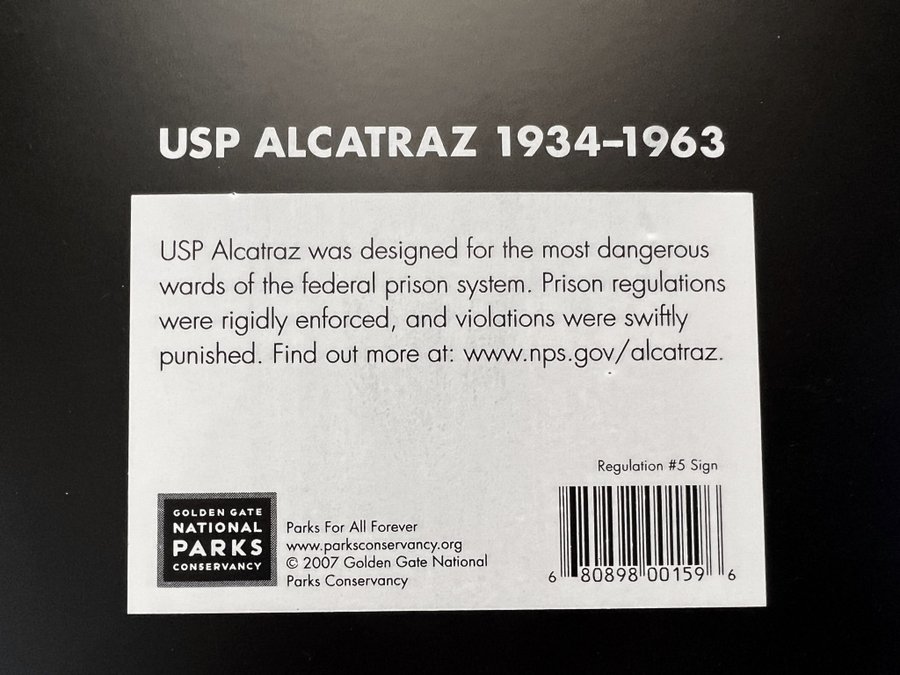 USP ALCATRAZ 1934–1963
USP Alcatraz was designed for the most dangerous
wards of the federal prison system. Prison regulations
were rigidly enforced, and violations were swiftly
punished. Find out more at: www.nps.gov/alcatraz.
Regulation #5 Sign
6 80898 00159 6
GOLDEN GATE
NATIONAL
PARKS
CONSERVANCY
Parks For All Forever
www.parksconservancy.org
© 2007 Golden Gate National
Parks Conservancy